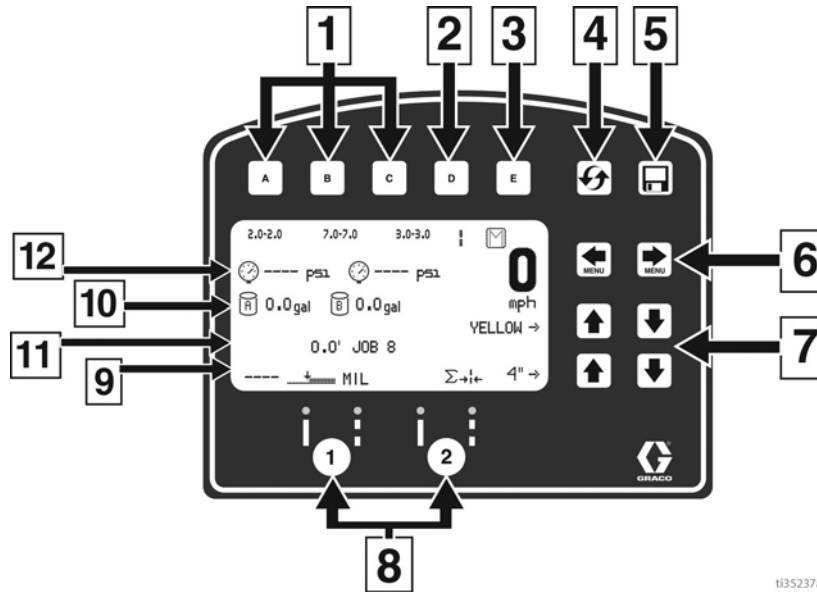 1 2 3 4 5
A B C D E
2.0-2.0 7.0-7.0 3.0-3.0
MENU MENU
6
12
---- psi ---- psi
0
mph
10
A 0.0gal B 0.0gal
YELLOW →
7
11
0.0' JOB 8
9
---- MIL Σ 4" →
1 2
GRACO
8
ti35237a